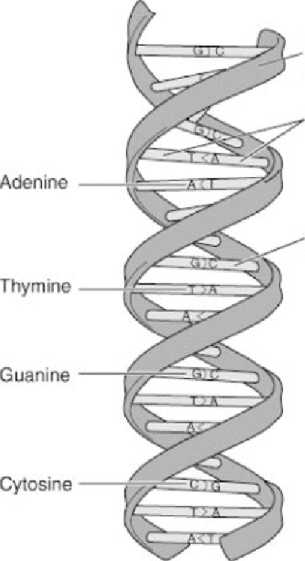 G C
G C
T A
Adenine
A T
G C
Thymine
T A
A
Guanine
G C
T A
A
Cytosine
C G
T A
A T